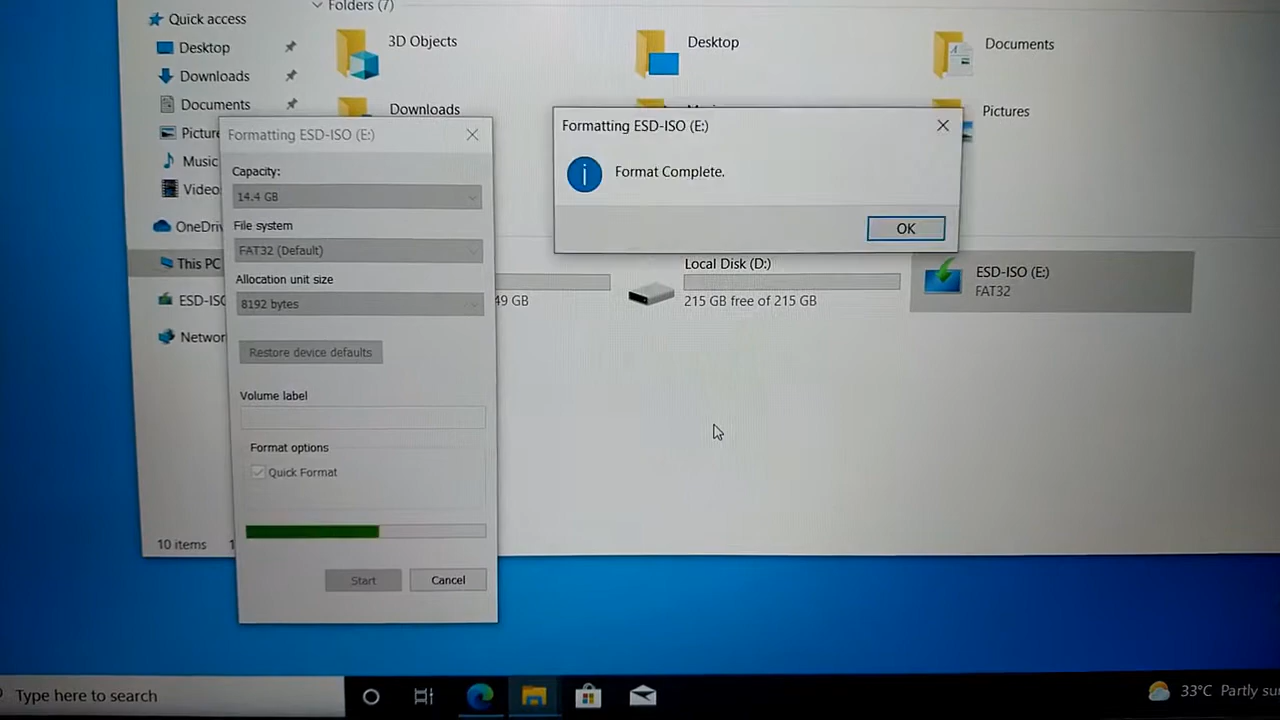 Folders (7)
Quick access
Desktop
Downloads
Documents
Music
OneDriv
This PC
Networ
10 items
3D Objects
Desktop
Documents
Downloads
Pictures
Formatting ESD-ISO (E:)
Capacity:
14.4 GB
File system
FAT32 (Default)
Allocation unit size
8192 bytes
Restore device defaults
Volume label
Format options
Quick Format
Start
Cancel
Formatting ESD-ISO (E:)
Format Complete.
OK
49 GB
Local Disk (D:)
215 GB free of 215 GB
ESD-ISO (E:)
FAT32
Type here to search
33°C Partly su